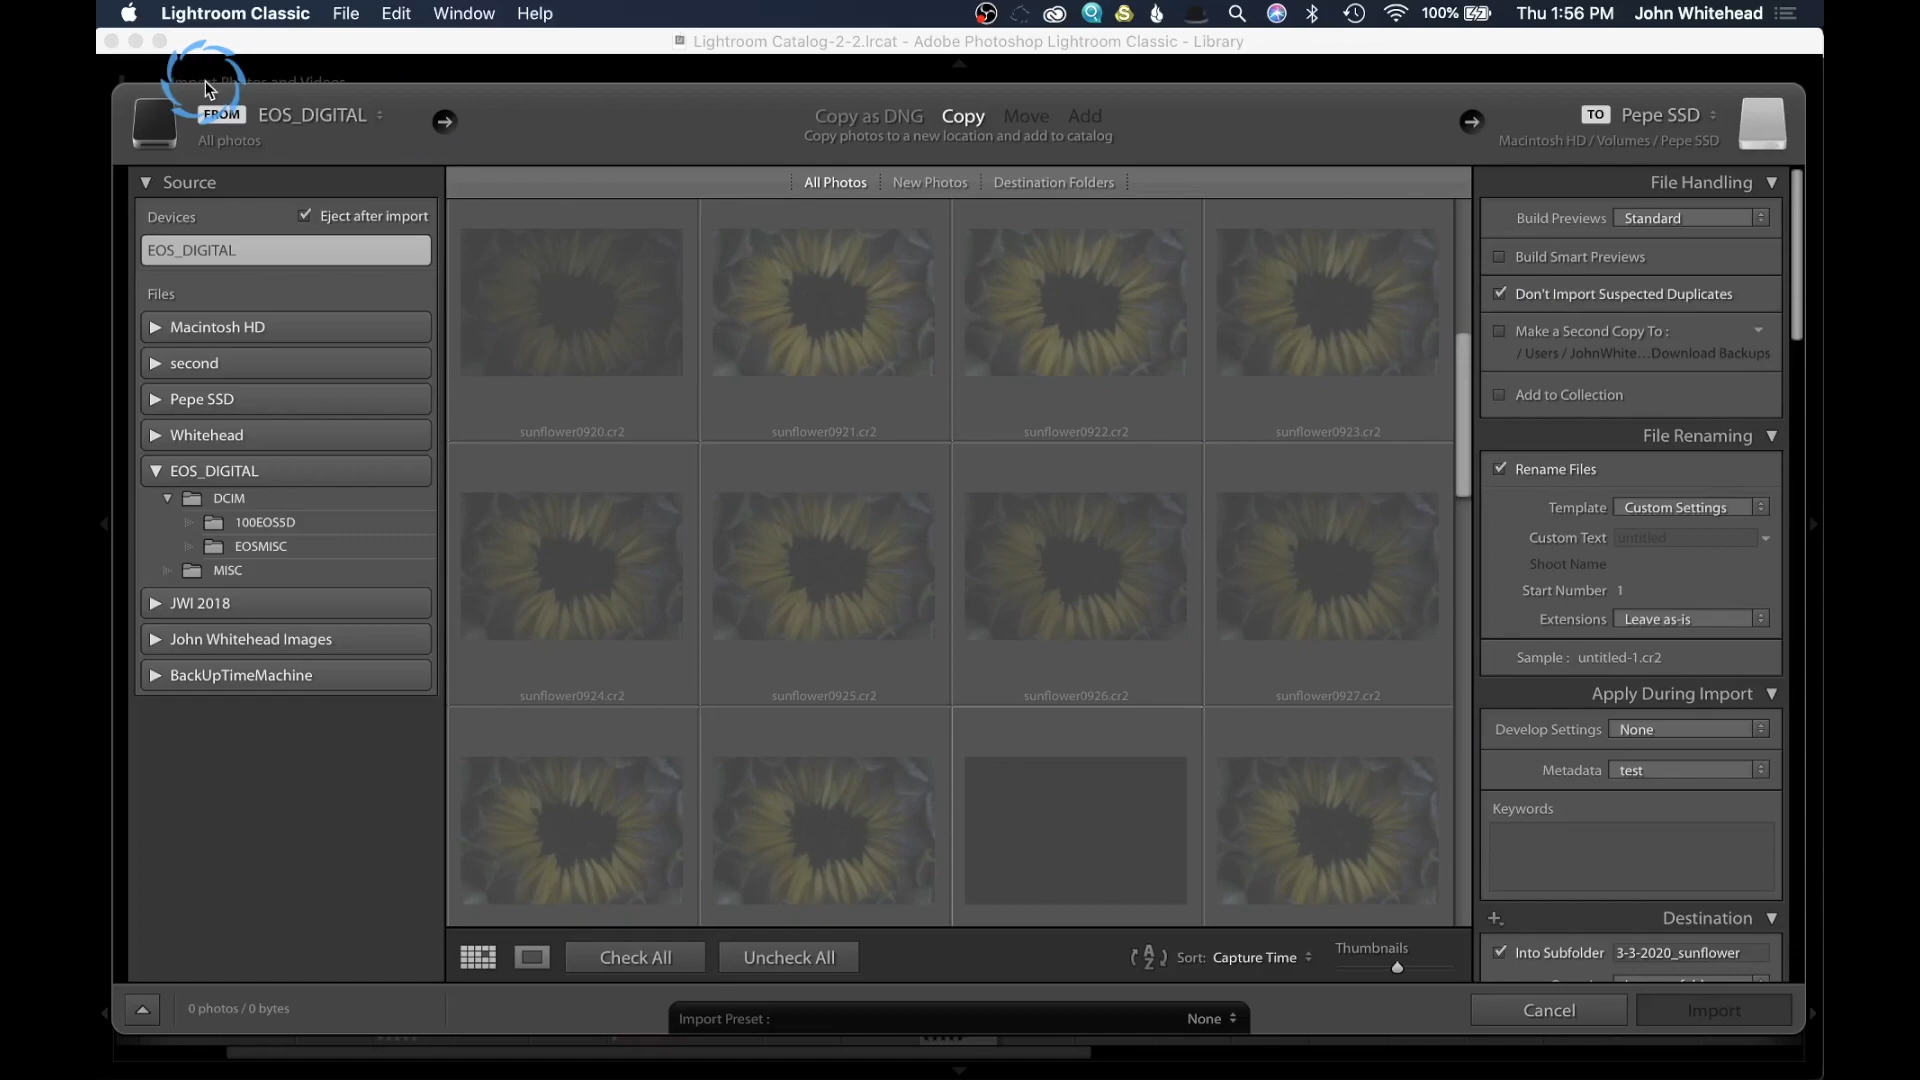 Lightroom Classic File Edit Window Help 100% Thu 1:56 PM John Whitehead
Lightroom Catalog-2-2.lrcat - Adobe Photoshop Lightroom Classic - Library
Import Photos and Videos
FROM EOS_DIGITAL
All photos
Copy as DNG Copy Move Add
Copy photos to a new location and add to catalog
TO Pepe SSD
Macintosh HD / Volumes / Pepe SSD
Source
Devices Eject after import
EOS_DIGITAL
Files
Macintosh HD
second
Pepe SSD
Whitehead
EOS_DIGITAL
DCIM
100EOS5D
EOSMISC
MISC
JWI 2018
John Whitehead Images
BackUpTimeMachine
All Photos New Photos Destination Folders
sunflower0920.cr2 sunflower0921.cr2 sunflower0922.cr2 sunflower0923.cr2
sunflower0924.cr2 sunflower0925.cr2 sunflower0926.cr2 sunflower0927.cr2
Check All Uncheck All Sort: Capture Time Thumbnails
File Handling
Build Previews Standard
Build Smart Previews
Don't Import Suspected Duplicates
Make a Second Copy To :
/ Users / JohnWhite...Download Backups
Add to Collection
File Renaming
Rename Files
Template Custom Settings
Custom Text untitled
Shoot Name
Start Number 1
Extensions Leave as-is
Sample : untitled-1.cr2
Apply During Import
Develop Settings None
Metadata test
Keywords
Destination
Into Subfolder 3-3-2020_sunflower
0 photos / 0 bytes
Import Preset : None
Cancel Import